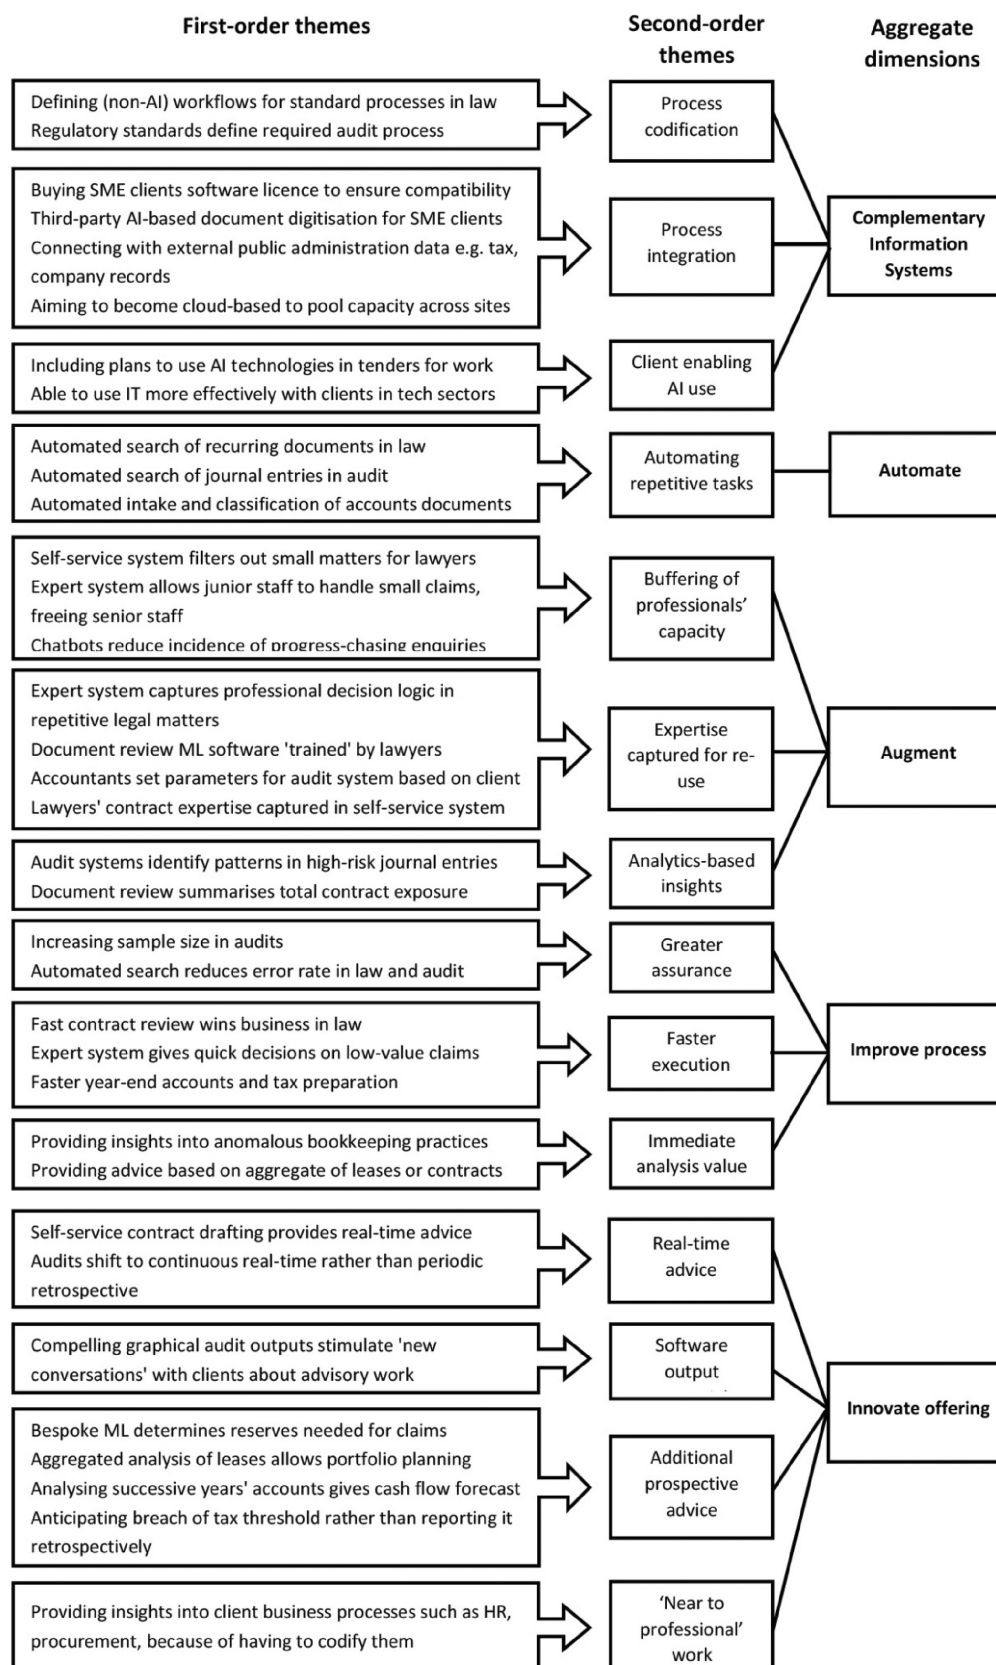 First-order themes
Second-order
themes
Aggregate
dimensions
Defining (non-AI) workflows for standard processes in law
Regulatory standards define required audit process
Process
codification
Buying SME clients software licence to ensure compatibility
Third-party AI-based document digitisation for SME clients
Connecting with external public administration data e.g. tax,
company records
Aiming to become cloud-based to pool capacity across sites
Process
integration
Complementary
Information
Systems
Including plans to use AI technologies in tenders for work
Able to use IT more effectively with clients in tech sectors
Client enabling
AI use
Automated search of recurring documents in law
Automated search of journal entries in audit
Automated intake and classification of accounts documents
Automating
repetitive tasks
Automate
Self-service system filters out small matters for lawyers
Expert system allows junior staff to handle small claims,
freeing senior staff
Chatbots reduce incidence of progress-chasing enquiries
Buffering of
professionals’
capacity
Expert system captures professional decision logic in
repetitive legal matters
Document review ML software 'trained' by lawyers
Accountants set parameters for audit system based on client
Lawyers' contract expertise captured in self-service system
Expertise
captured for re-
use
Augment
Audit systems identify patterns in high-risk journal entries
Document review summarises total contract exposure
Analytics-based
insights
Increasing sample size in audits
Automated search reduces error rate in law and audit
Greater
assurance
Fast contract review wins business in law
Expert system gives quick decisions on low-value claims
Faster year-end accounts and tax preparation
Faster
execution
Improve process
Providing insights into anomalous bookkeeping practices
Providing advice based on aggregate of leases or contracts
Immediate
analysis value
Self-service contract drafting provides real-time advice
Audits shift to continuous real-time rather than periodic
retrospective
Real-time
advice
Compelling graphical audit outputs stimulate 'new
conversations' with clients about advisory work
Software
output
Innovate offering
Bespoke ML determines reserves needed for claims
Aggregated analysis of leases allows portfolio planning
Analysing successive years' accounts gives cash flow forecast
Anticipating breach of tax threshold rather than reporting it
retrospectively
Additional
prospective
advice
Providing insights into client business processes such as HR,
procurement, because of having to codify them
‘Near to
professional’
work